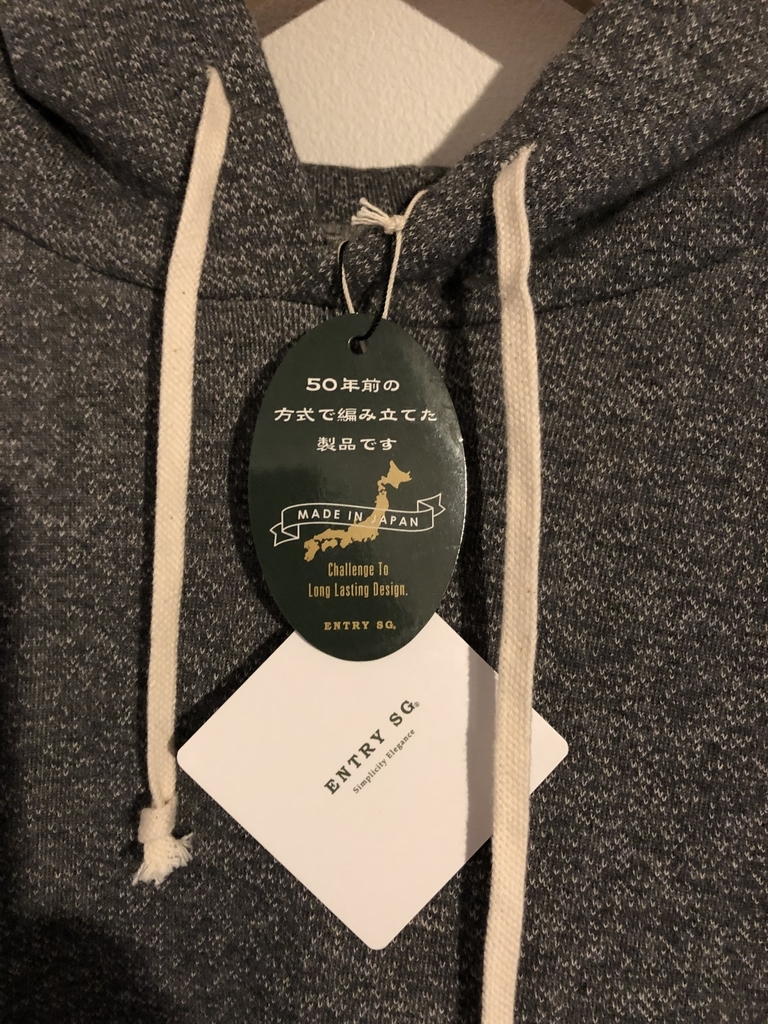 50年前の
方式で編み立てた
製品です
MADE IN JAPAN
Challenge To
Long Lasting Design.
ENTRY SG®
ENTRY SG®
Simplicity Elegance